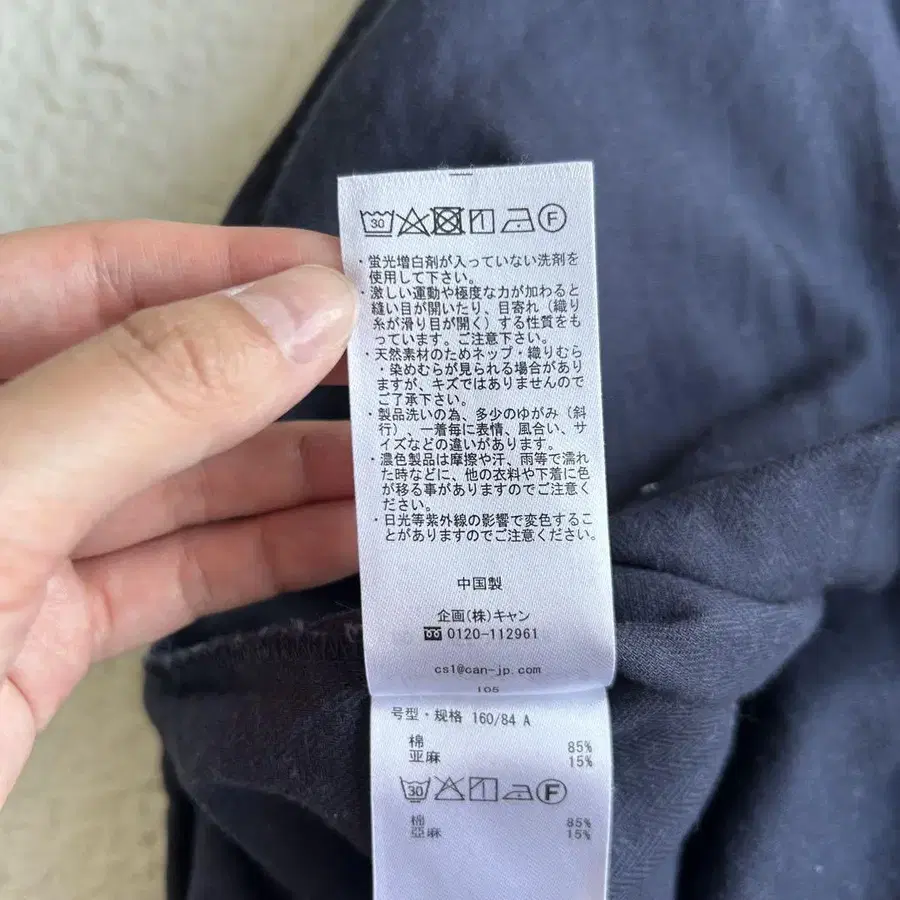 30 F
・蛍光増白剤が入っていない洗剤を
使用して下さい。
・激しい運動や極度な力が加わると
縫い目が開いたり、目寄れ（織り
糸が滑り目が開く）する性質をも
っています。ご注意下さい。
・天然素材のためネップ・織りむら
・染めむらが見られる場合があり
ますが、キズではありませんので
ご了承下さい。
・製品洗いの為、多少のゆがみ（斜
行）、一着毎に表情、風合い、サ
イズなどの違いがあります。
・濃色製品は摩擦や汗、雨等で濡れ
た時などに、他の衣料や下着に色
が移る事がありますのでご注意く
ださい。
・日光等紫外線の影響で変色するこ
とがありますのでご注意ください。
中国製
企画(株)キャン
0120-112961
cs1@can-jp.com
105
号型・规格 160/84 A
棉 85%
亚麻 15%
30 F
棉 85%
亞麻 15%